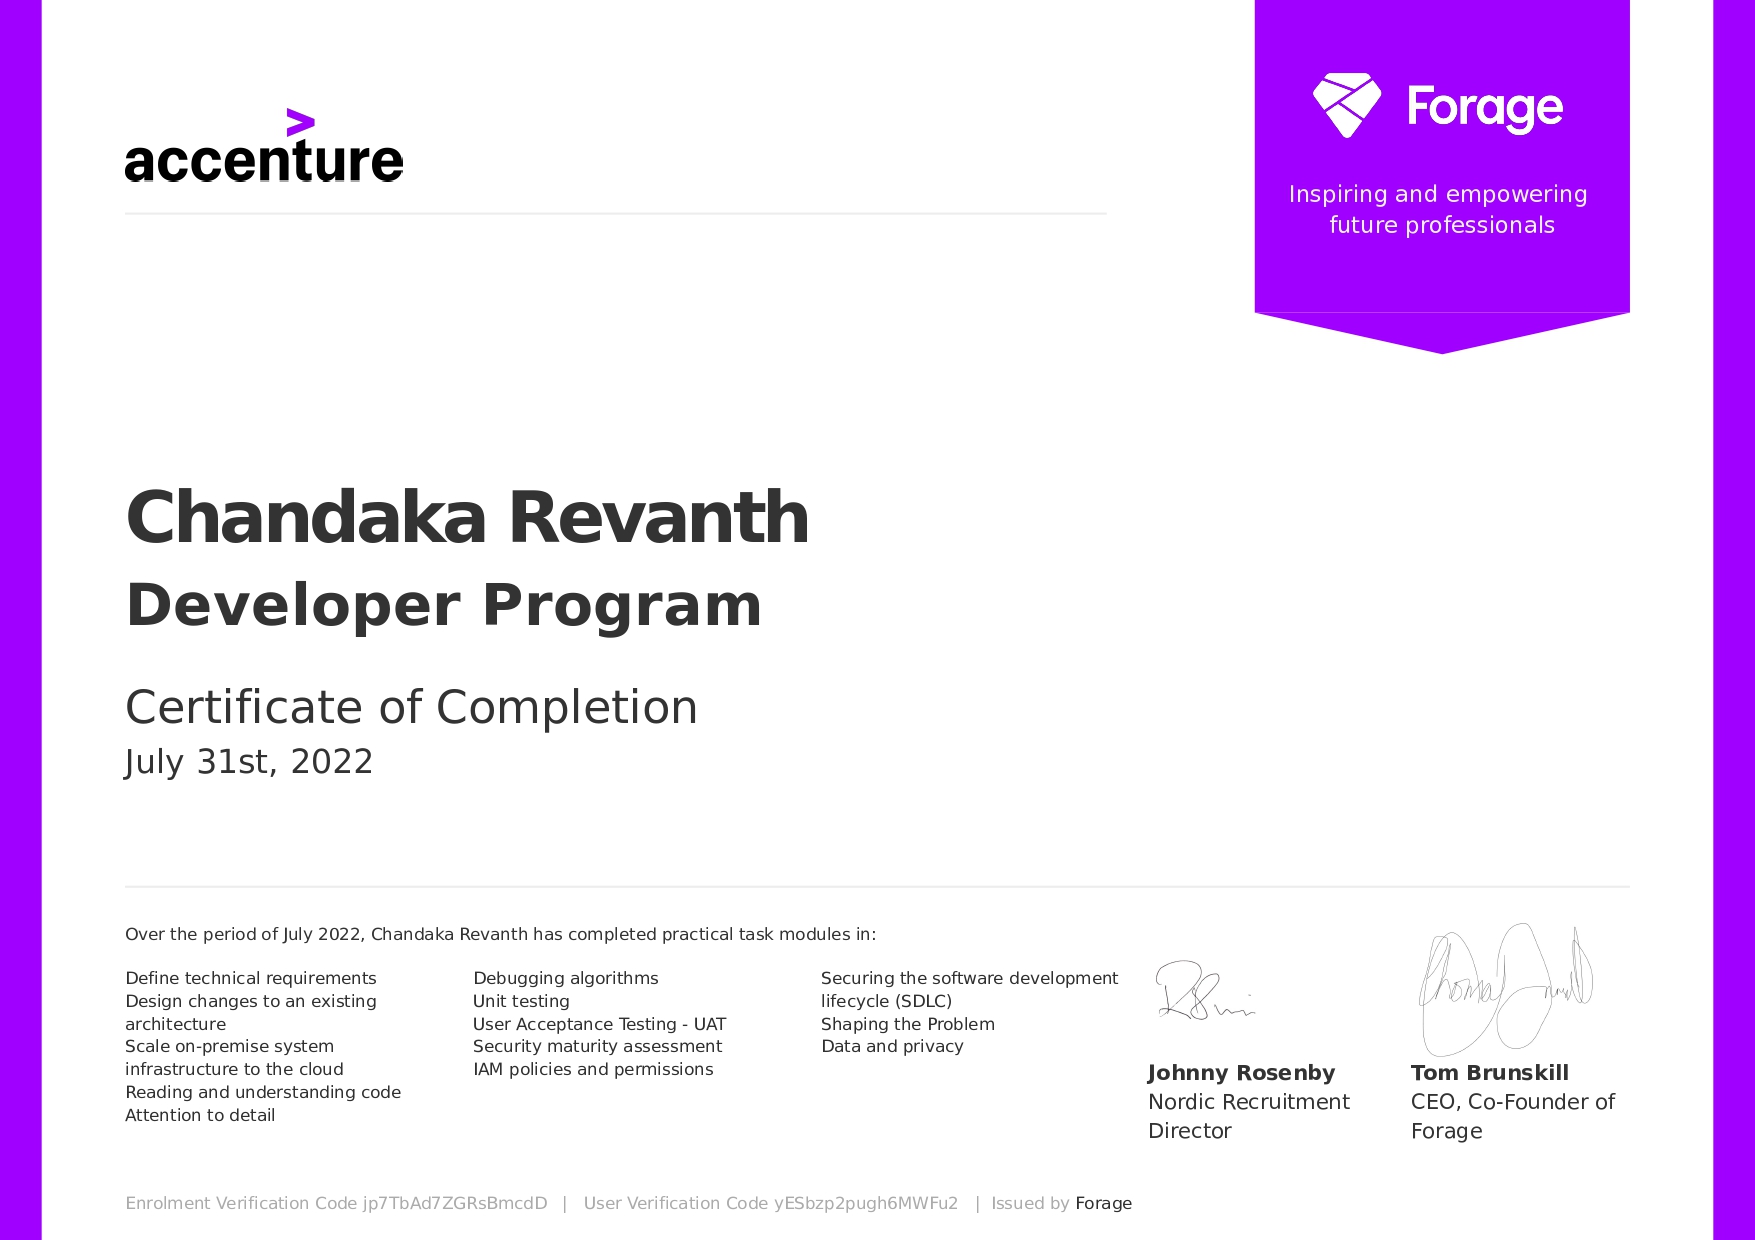 accenture
Forage
Inspiring and empowering
future professionals
Chandaka Revanth
Developer Program
Certificate of Completion
July 31st, 2022
Over the period of July 2022, Chandaka Revanth has completed practical task modules in:
Define technical requirements
Design changes to an existing
architecture
Scale on-premise system
infrastructure to the cloud
Reading and understanding code
Attention to detail
Debugging algorithms
Unit testing
User Acceptance Testing - UAT
Security maturity assessment
IAM policies and permissions
Securing the software development
lifecycle (SDLC)
Shaping the Problem
Data and privacy
Johnny Rosenby
Nordic Recruitment
Director
Tom Brunskill
CEO, Co-Founder of
Forage
Enrolment Verification Code jp7TbAd7ZGRsBmcdD | User Verification Code yESbzp2pugh6MWFu2 | Issued by Forage